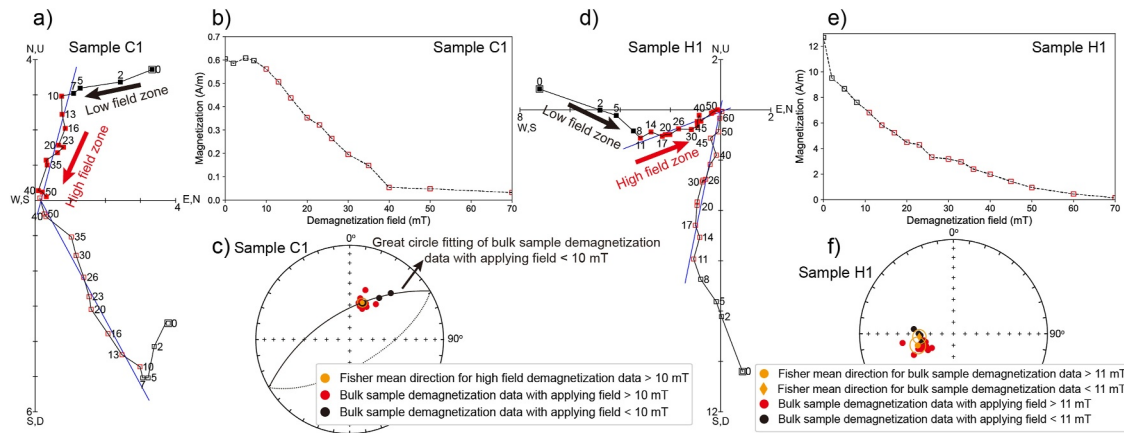 a)
Sample C1
N,U
4
0
2
5
7
10
Low field zone
13
16
23
20
35
High field zone
40
50
W,S
E,N
4
50
40
35
30
26
23
20
16
13
10
5
7
2
0
6
S,D
b)
Sample C1
Magnetization (A/m)
0.7
0.6
0.5
0.4
0.3
0.2
0.1
0
0
10
20
30
40
50
60
70
Demagnetization field (mT)
c)
Sample C1
Great circle fitting of bulk sample demagnetization
data with applying field < 10 mT
0°
90°
Fisher mean direction for high field demagnetization data > 10 mT
Bulk sample demagnetization data with applying field > 10 mT
Bulk sample demagnetization data with applying field < 10 mT
d)
Sample H1
N,U
2
0
8
W,S
2
5
8
11
14
17
20
26
30
45
40
50
2
E,N
Low field zone
High field zone
60
50
45
40
30
26
20
17
14
11
8
5
2
0
12
S,D
e)
Sample H1
Magnetization (A/m)
12
10
8
6
4
2
0
0
10
20
30
40
50
60
70
Demagnetization field (mT)
f)
Sample H1
0°
90°
Fisher mean direction for bulk sample demagnetization data > 11 mT
Fisher mean direction for bulk sample demagnetization data < 11 mT
Bulk sample demagnetization data with applying field > 11 mT
Bulk sample demagnetization data with applying field < 11 mT